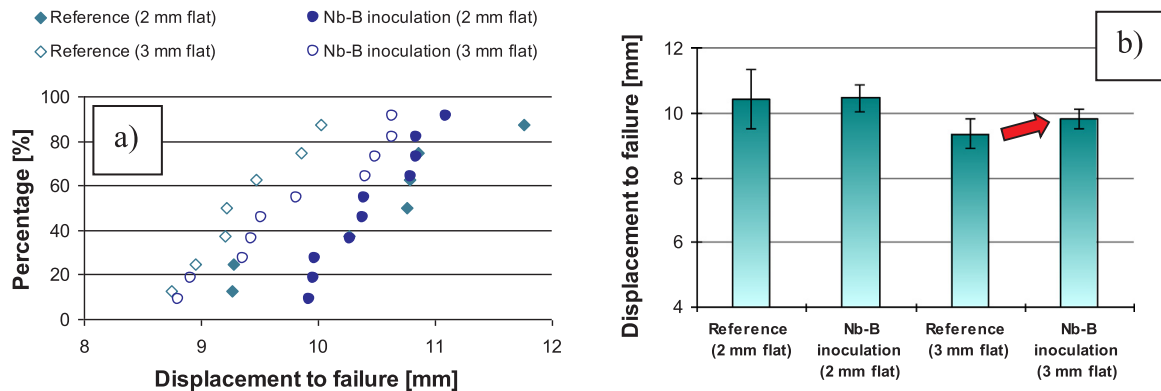 Reference (2 mm flat)
Nb-B inoculation (2 mm flat)
Reference (3 mm flat)
Nb-B inoculation (3 mm flat)
a)
Percentage [%]
100
80
60
40
20
0
8
9
10
11
12
Displacement to failure [mm]
b)
Displacement to failure [mm]
12
10
8
6
4
Reference
(2 mm flat)
Nb-B
inoculation
(2 mm flat)
Reference
(3 mm flat)
Nb-B
inoculation
(3 mm flat)